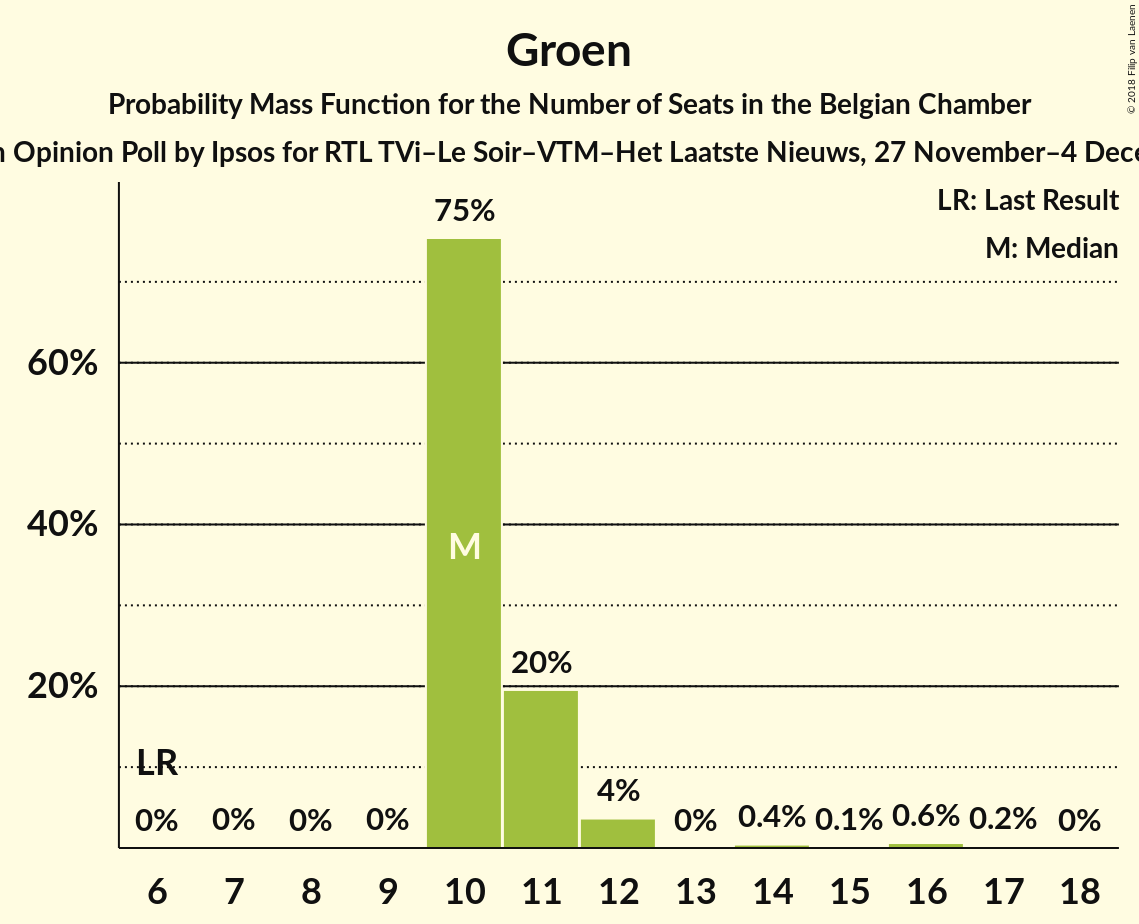 Groen
Probability Mass Function for the Number of Seats in the Belgian Chamber
Opinion Poll by Ipsos for RTL TVi–Le Soir–VTM–Het Laatste Nieuws, 27 November–4
© 2018 Filip van Laenen
LR: Last Result
M: Median
75%
60%
40%
M
20%
20%
LR
4%
0% 0% 0% 0% 0% 0.4% 0.1% 0.6% 0.2% 0%
6 7 8 9 10 11 12 13 14 15 16 17 18